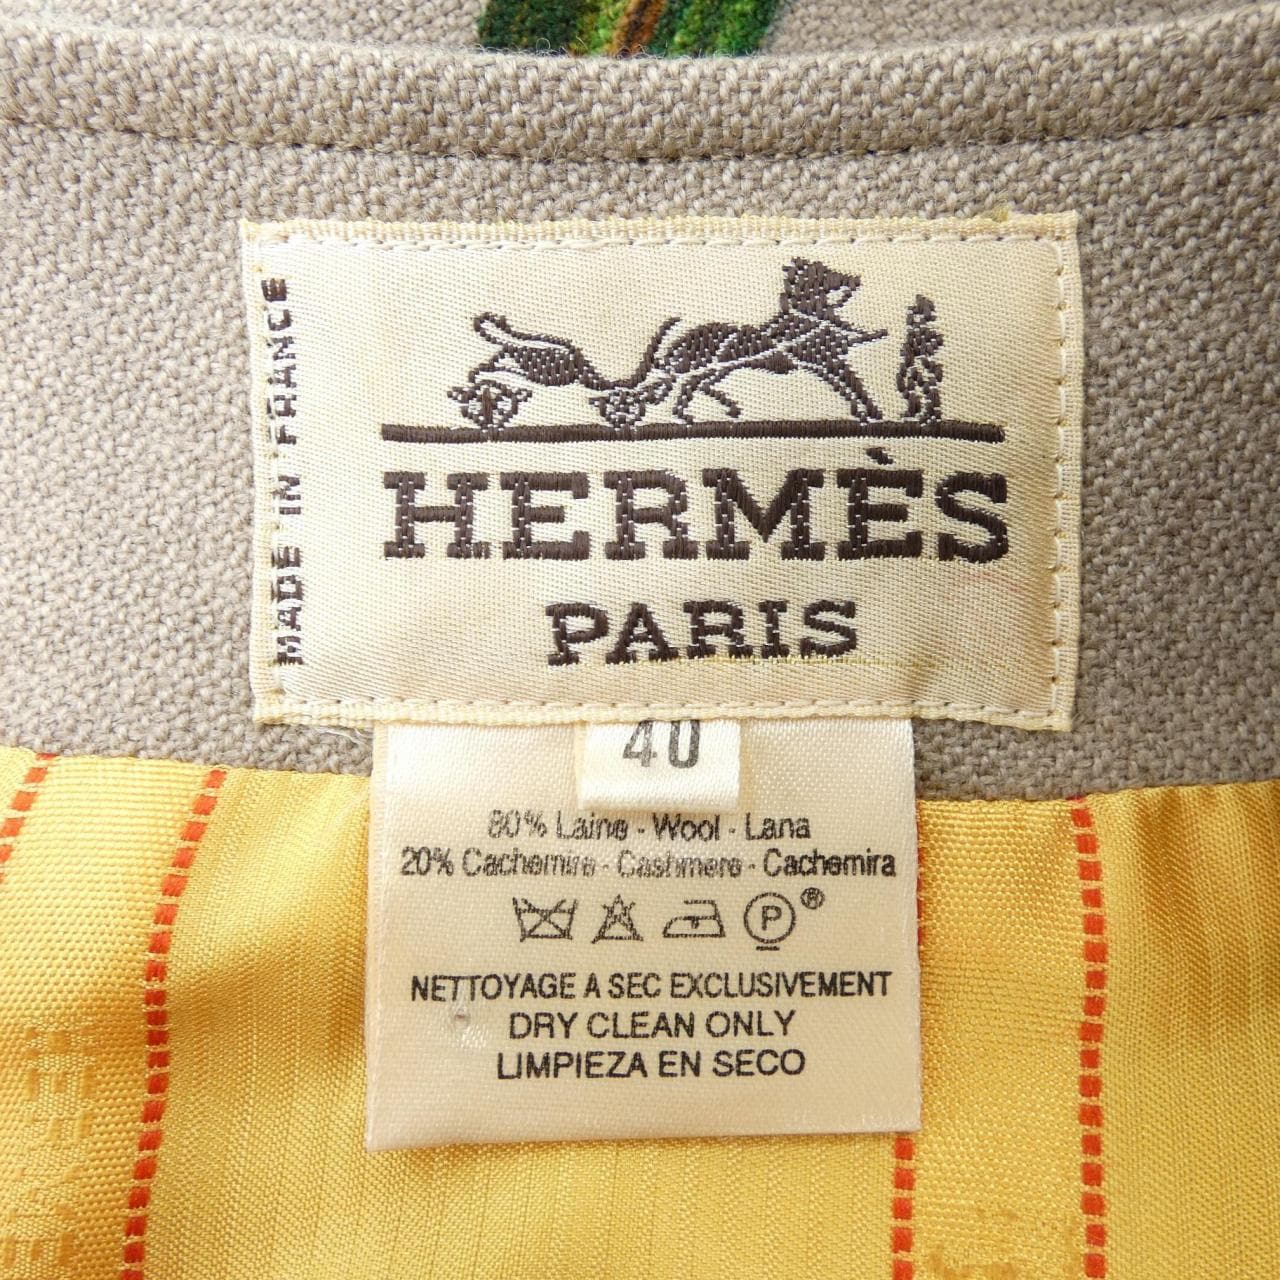 MADE IN FRANCE
HERMÈS
PARIS
40
80% Laine - Wool - Lana
20% Cachemire - Cashmere - Cachemira
P ®
NETTOYAGE A SEC EXCLUSIVEMENT
DRY CLEAN ONLY
LIMPIEZA EN SECO